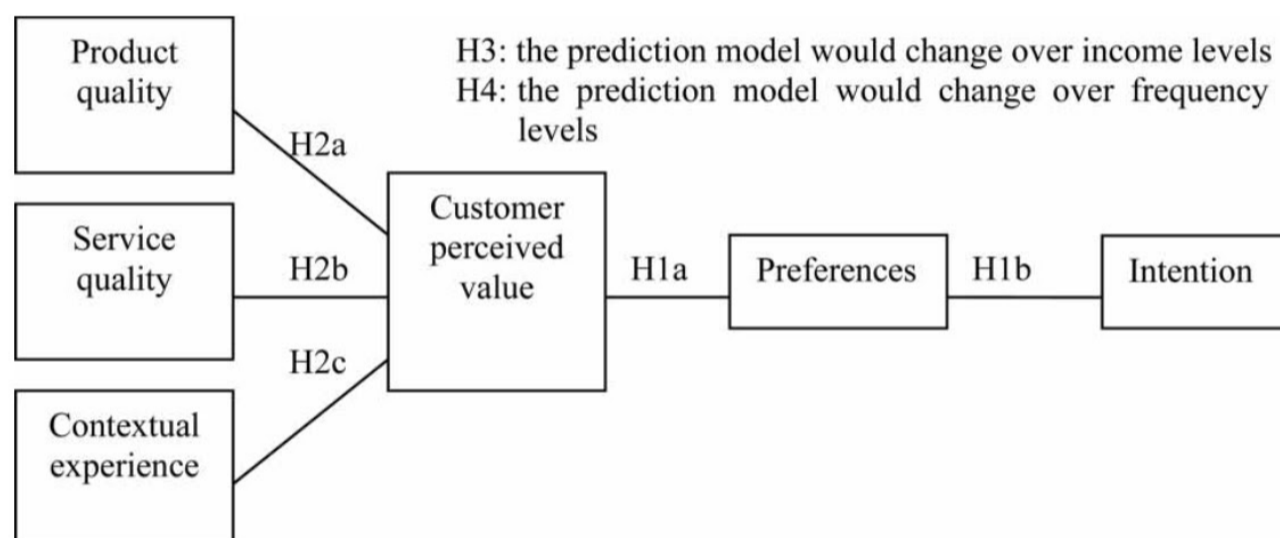 Product
quality
H3: the prediction model would change over income levels
H4: the prediction model would change over frequency
levels
H2a
Service
quality
H2b
Customer
perceived
value
H1a
Preferences
H1b
Intention
H2c
Contextual
experience